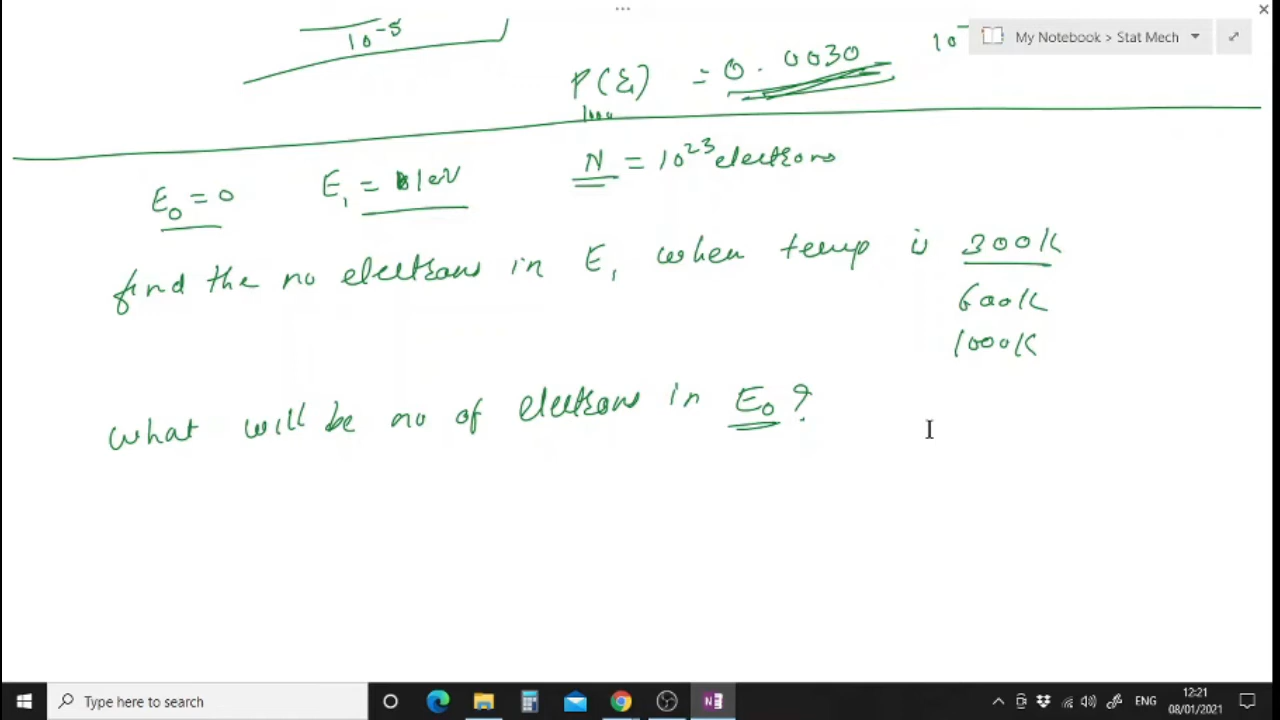 10⁻⁵
10⁻
My Notebook > Stat Mech
P(ε) = 0.0030
1000
E₀ = 0 E₁ = 1eV N = 10²³ electrons
find the no electrons in E₁ when temp is 300K
600K
1000K
What will be no of electrons in E₀?
Type here to search
ENG
12:21
08/01/2021